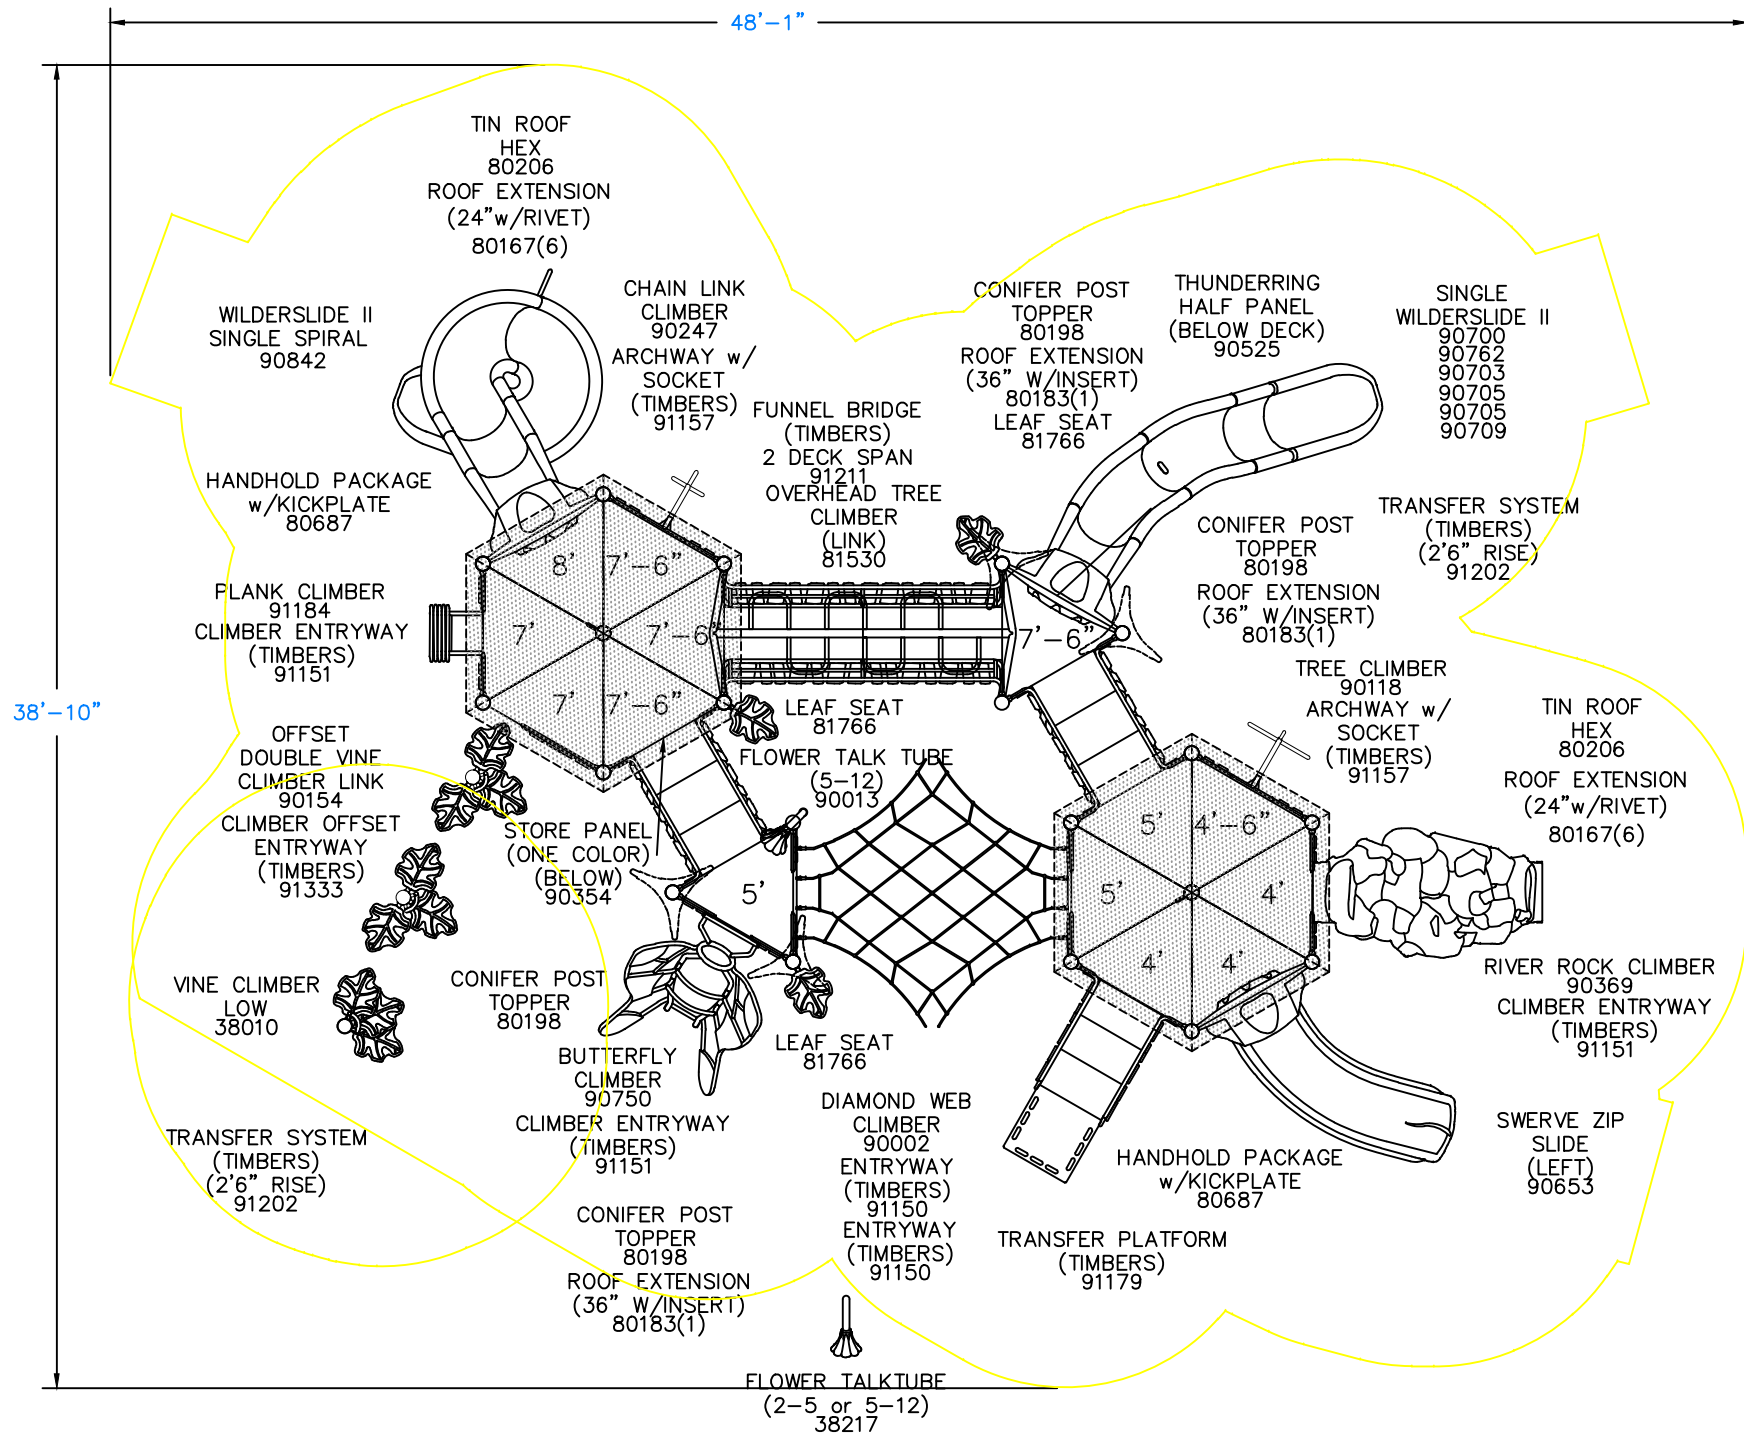 48'-1"
38'-10"
TIN ROOF
HEX
80206
ROOF EXTENSION
(24"w/RIVET)
80167(6)
WILDERSLIDE II
SINGLE SPIRAL
90842
CHAIN LINK
CLIMBER
90247
ARCHWAY w/
SOCKET
(TIMBERS)
91157
FUNNEL BRIDGE
(TIMBERS)
2 DECK SPAN
91211
OVERHEAD TREE
CLIMBER
(LINK)
81530
CONIFER POST
TOPPER
80198
ROOF EXTENSION
(36" W/INSERT)
80183(1)
LEAF SEAT
81766
THUNDERRING
HALF PANEL
(BELOW DECK)
90525
SINGLE
WILDERSLIDE II
90700
90762
90703
90705
90705
90709
HANDHOLD PACKAGE
w/KICKPLATE
80687
CONIFER POST
TOPPER
80198
ROOF EXTENSION
(36" W/INSERT)
80183(1)
TRANSFER SYSTEM
(TIMBERS)
(2'6" RISE)
91202
PLANK CLIMBER
91184
CLIMBER ENTRYWAY
(TIMBERS)
91151
8'
7'-6"
7'
7'-6"
7'
7'-6"
7'-6"
TREE CLIMBER
90118
ARCHWAY w/
SOCKET
(TIMBERS)
91157
TIN ROOF
HEX
80206
ROOF EXTENSION
(24"w/RIVET)
80167(6)
OFFSET
DOUBLE VINE
CLIMBER LINK
90154
CLIMBER OFFSET
ENTRYWAY
(TIMBERS)
91333
LEAF SEAT
81766
FLOWER TALK TUBE
(5-12)
90013
STORE PANEL
(ONE COLOR)
(BELOW)
90354
5'
5'
4'-6"
5'
4'
4'
4'
VINE CLIMBER
LOW
38010
CONIFER POST
TOPPER
80198
BUTTERFLY
CLIMBER
90750
CLIMBER ENTRYWAY
(TIMBERS)
91151
LEAF SEAT
81766
RIVER ROCK CLIMBER
90369
CLIMBER ENTRYWAY
(TIMBERS)
91151
TRANSFER SYSTEM
(TIMBERS)
(2'6" RISE)
91202
DIAMOND WEB
CLIMBER
90002
ENTRYWAY
(TIMBERS)
91150
ENTRYWAY
(TIMBERS)
91150
HANDHOLD PACKAGE
w/KICKPLATE
80687
SWERVE ZIP
SLIDE
(LEFT)
90653
CONIFER POST
TOPPER
80198
ROOF EXTENSION
(36" W/INSERT)
80183(1)
TRANSFER PLATFORM
(TIMBERS)
91179
FLOWER TALKTUBE
(2-5 or 5-12)
38217